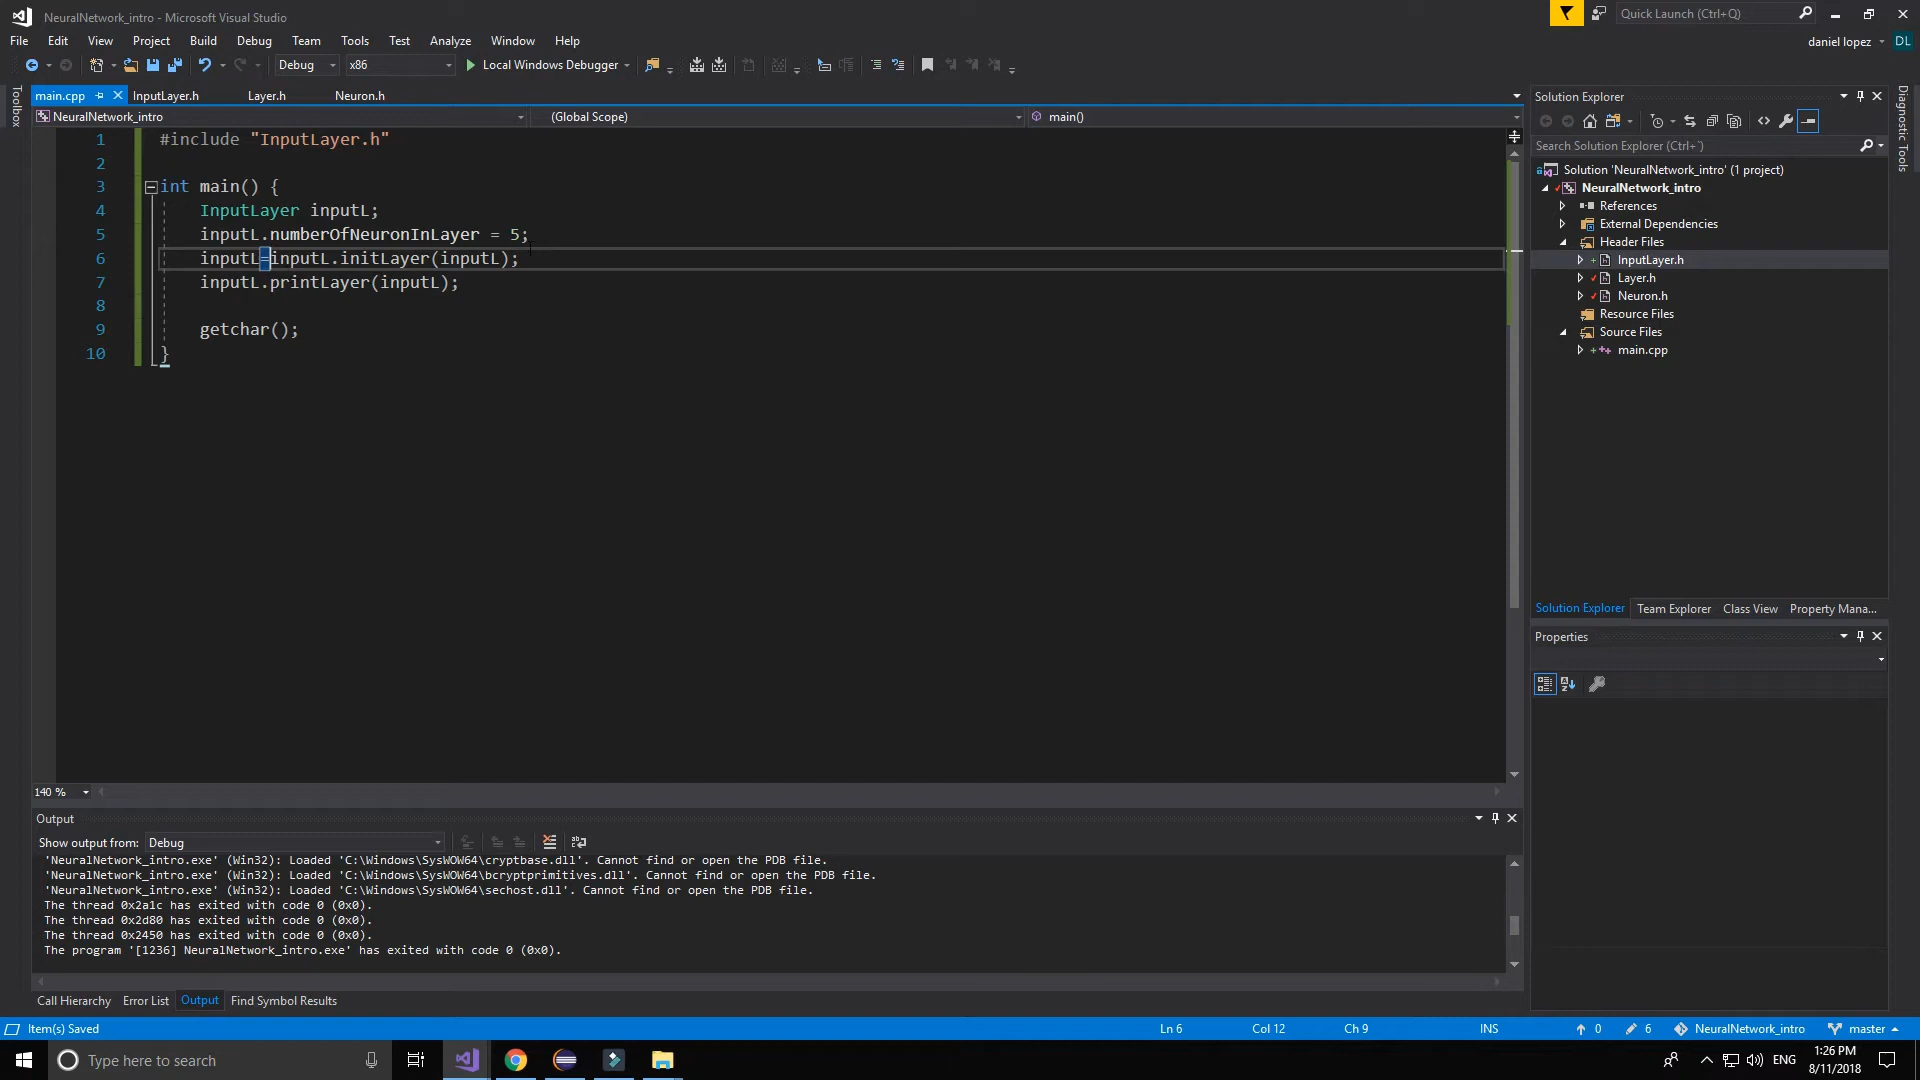 NeuralNetwork_intro - Microsoft Visual Studio
Quick Launch (Ctrl+Q)
File Edit View Project Build Debug Team Tools Test Analyze Window Help
daniel lopez DL
Debug x86 Local Windows Debugger
Toolbox
main.cpp InputLayer.h Layer.h Neuron.h
NeuralNetwork_intro (Global Scope) main()
1 #include "InputLayer.h"
2
3 int main() {
4 InputLayer inputL;
5 inputL.numberOfNeuronInLayer = 5;
6 inputL=inputL.initLayer(inputL);
7 inputL.printLayer(inputL);
8
9 getchar();
10 }
140 %
Output
Show output from: Debug
'NeuralNetwork_intro.exe' (Win32): Loaded 'C:\Windows\SysWOW64\cryptbase.dll'. Cannot find or open the PDB file.
'NeuralNetwork_intro.exe' (Win32): Loaded 'C:\Windows\SysWOW64\bcryptprimitives.dll'. Cannot find or open the PDB file.
'NeuralNetwork_intro.exe' (Win32): Loaded 'C:\Windows\SysWOW64\sechost.dll'. Cannot find or open the PDB file.
The thread 0x2a1c has exited with code 0 (0x0).
The thread 0x2d80 has exited with code 0 (0x0).
The thread 0x2450 has exited with code 0 (0x0).
The program '[1236] NeuralNetwork_intro.exe' has exited with code 0 (0x0).
Call Hierarchy Error List Output Find Symbol Results
Solution Explorer
Search Solution Explorer (Ctrl+`)
Solution 'NeuralNetwork_intro' (1 project)
NeuralNetwork_intro
References
External Dependencies
Header Files
InputLayer.h
Layer.h
Neuron.h
Resource Files
Source Files
main.cpp
Solution Explorer Team Explorer Class View Property Mana...
Properties
Diagnostic Tools
Item(s) Saved Ln 6 Col 12 Ch 9 INS 0 6 NeuralNetwork_intro master
Type here to search
ENG
1:26 PM
8/11/2018